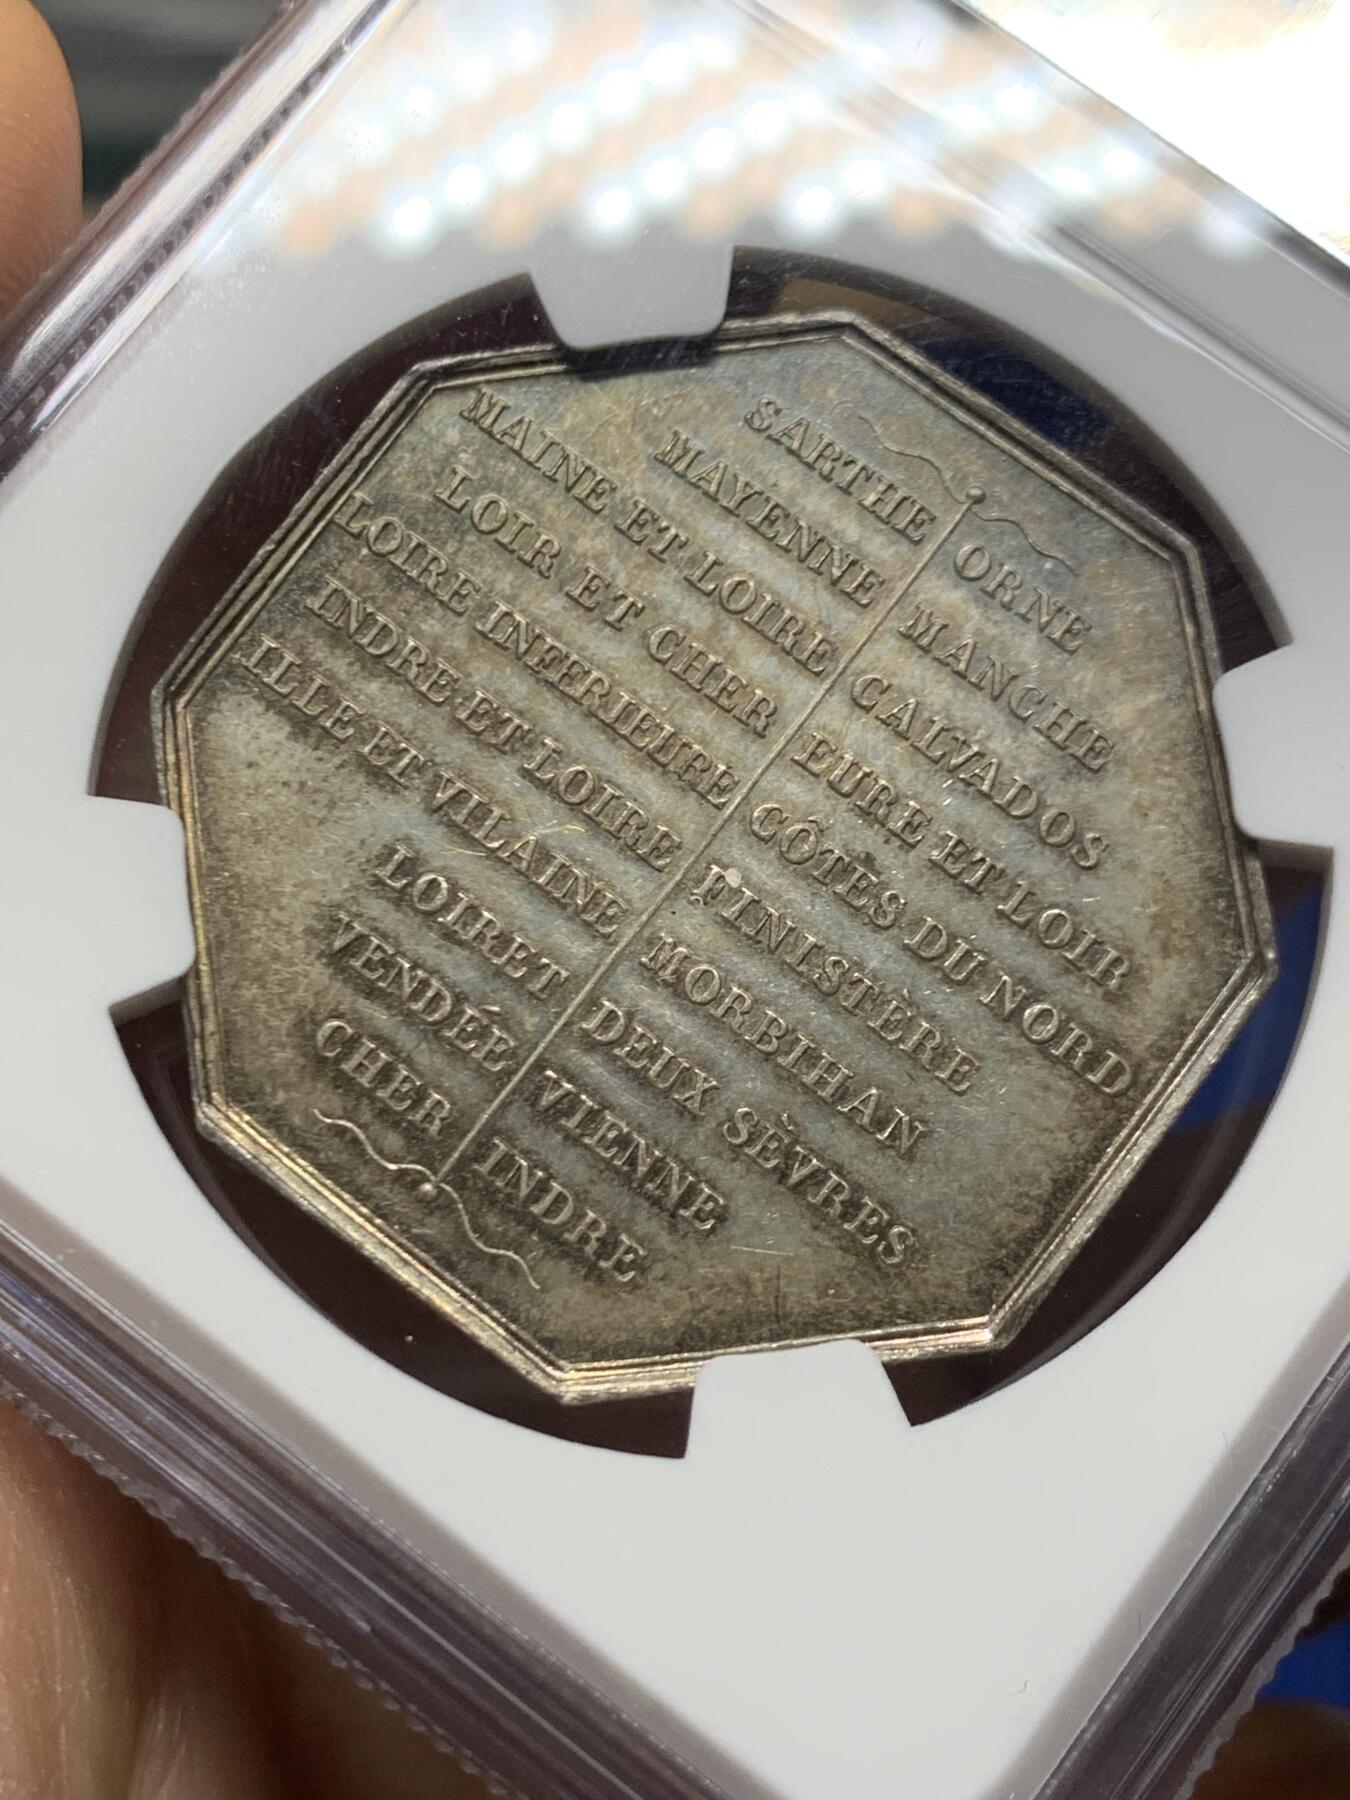 SARTHE ORNE
MAYENNE MANCHE
MAINE ET LOIRE CALVADOS
LOIR ET CHER EURE ET LOIR
LOIRE INFERIEURE CÔTES DU NORD
INDRE ET LOIRE FINISTÈRE
ILLE ET VILAINE MORBIHAN
LOIRET DEUX SÈVRES
VENDÉE VIENNE
CHER INDRE